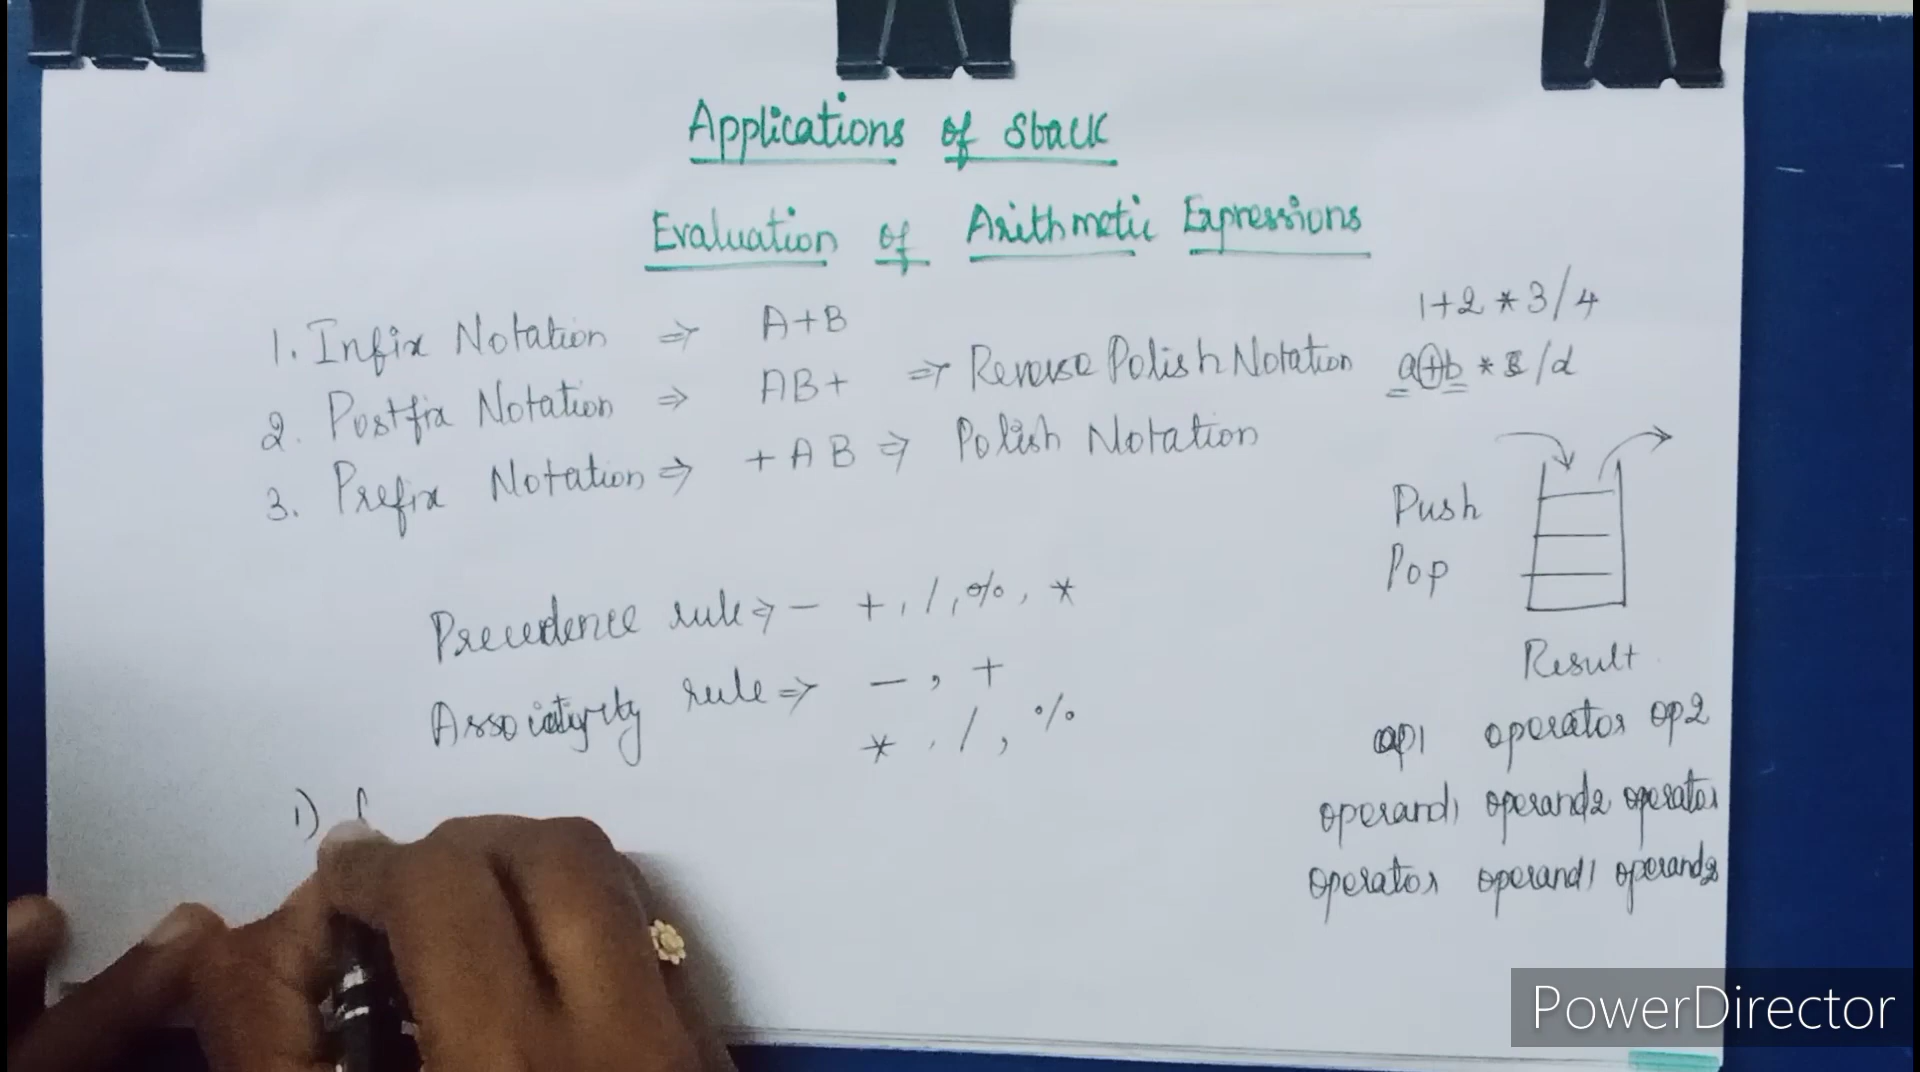 Applications of Stack
Evaluation of Arithmetic Expressions
1. Infix Notation ⇒ A+B
2. Postfix Notation ⇒ AB+ ⇒ Reverse Polish Notation
3. Prefix Notation ⇒ +AB ⇒ Polish Notation
1+2*3/4
a+b * /d
Push
Pop
Result
Precedence rule ⇒ - +, /, %, *
Associativity rule ⇒ -, +
*, /, %
op1 operator op2
operand1 operand2 operator
operator operand1 operand2
1)
PowerDirector